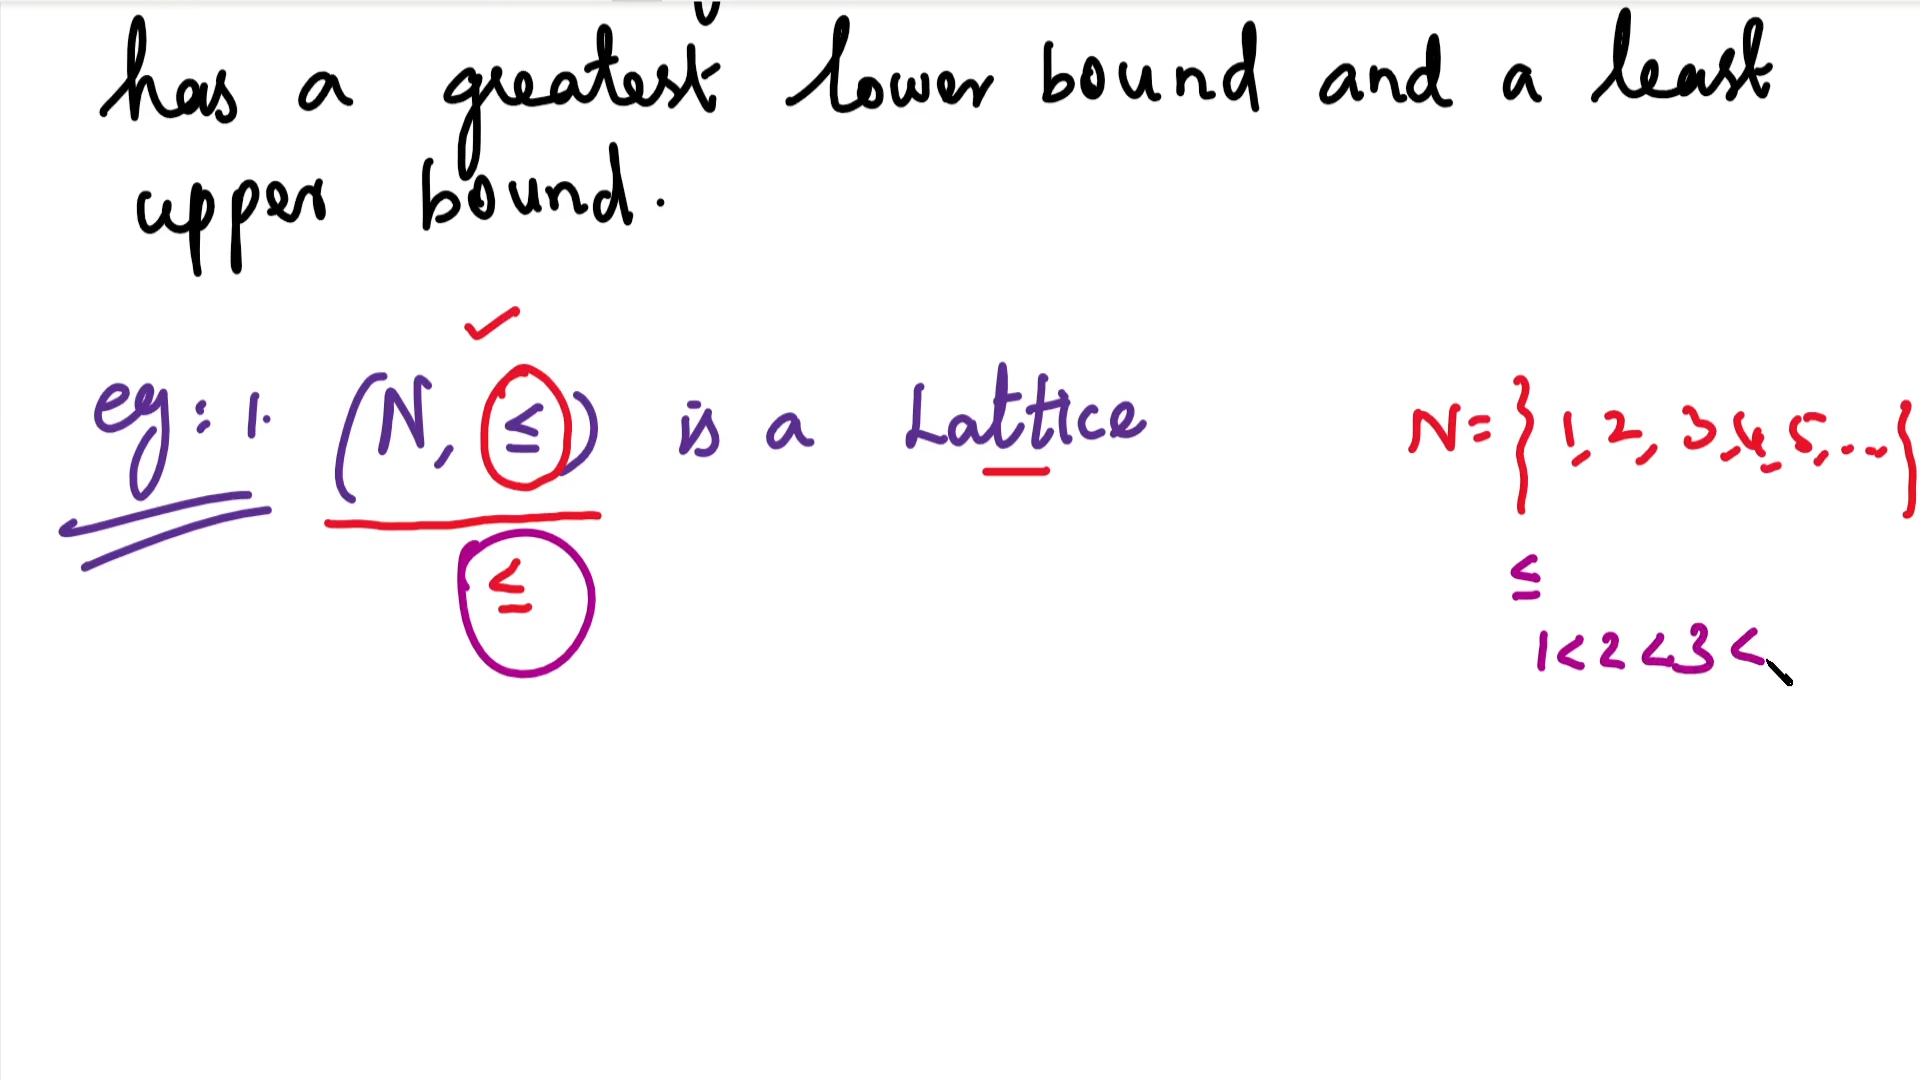 has a greatest lower bound and a least
upper bound.
eg: 1. (N, ≤) is a Lattice
N = { 1, 2, 3, 4, 5, ... }
≤
≤
1 < 2 < 3 <